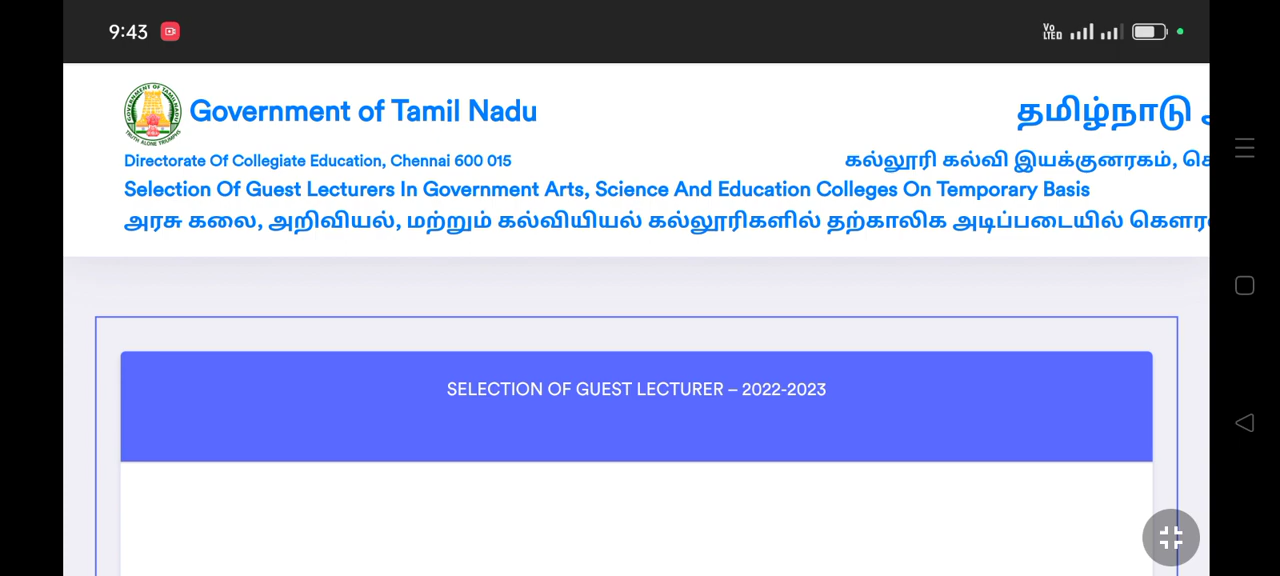 9:43
Vo LTED
Government of Tamil Nadu
தமிழ்நாடு
Directorate Of Collegiate Education, Chennai 600 015
கல்லூரி கல்வி இயக்குனரகம்,
Selection Of Guest Lecturers In Government Arts, Science And Education Colleges On Temporary Basis
அரசு கலை, அறிவியல், மற்றும் கல்வியியல் கல்லூரிகளில் தற்காலிக அடிப்படையில்
SELECTION OF GUEST LECTURER – 2022-2023